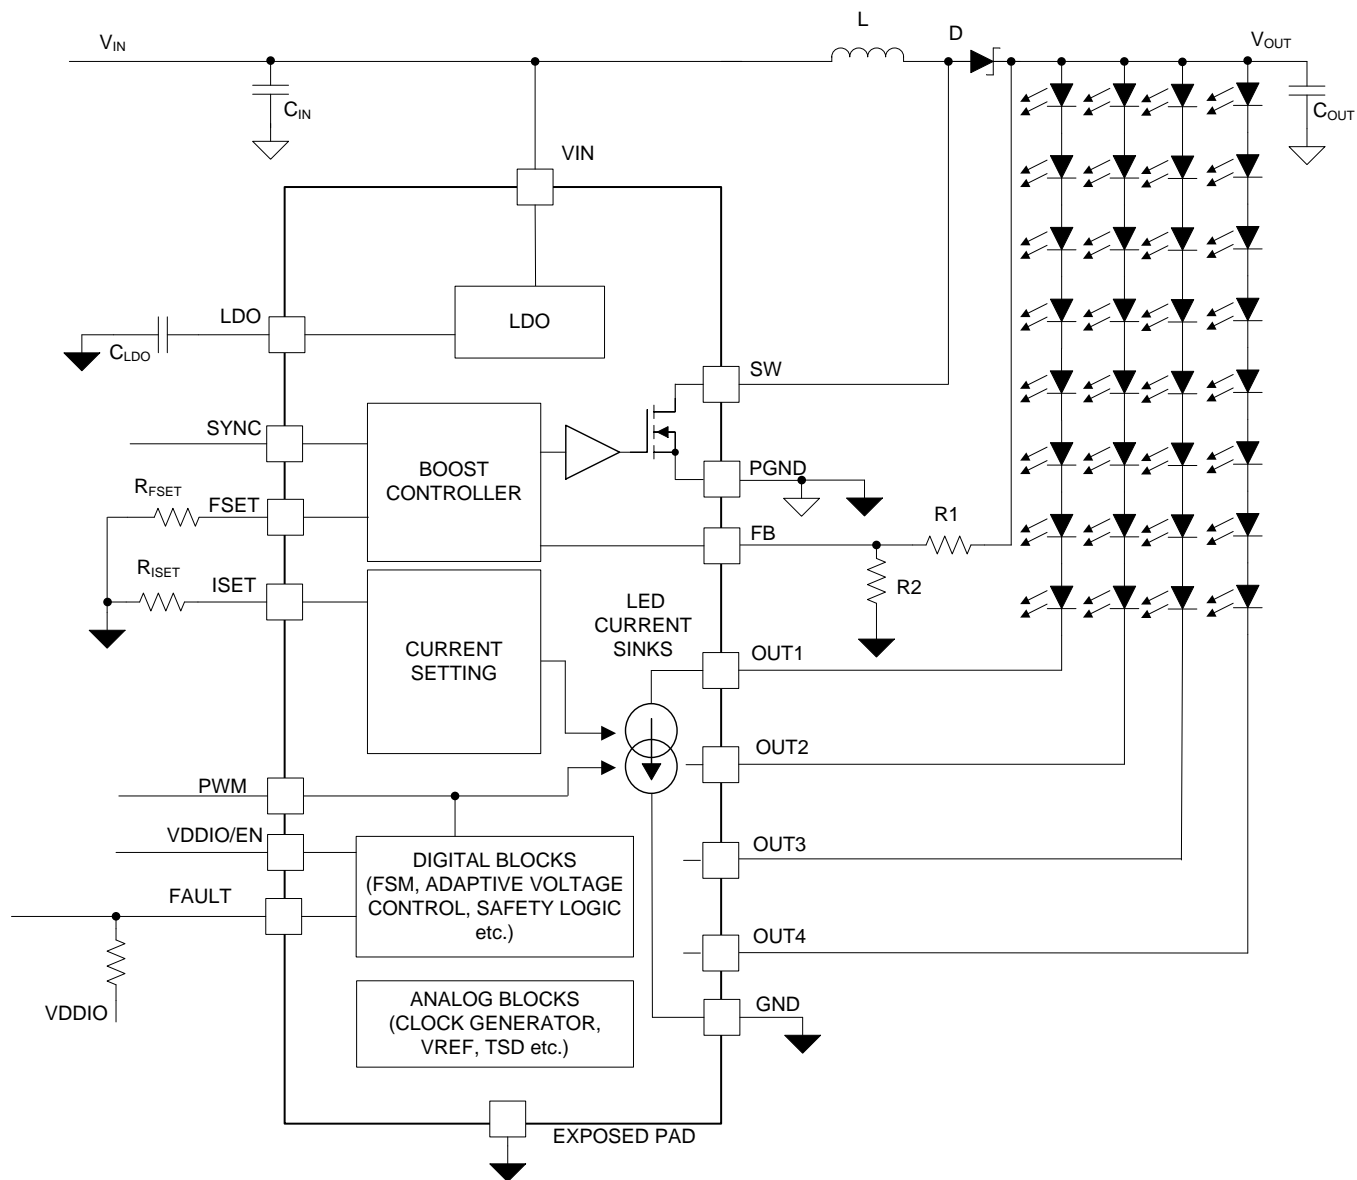 L
D
VIN
VOUT
CIN
COUT
VIN
LDO
LDO
CLDO
SW
SYNC
BOOST
CONTROLLER
PGND
RFSET
FSET
R1
FB
RISET
ISET
R2
LED
CURRENT
SINKS
CURRENT
SETTING
OUT1
OUT2
PWM
VDDIO/EN
OUT3
DIGITAL BLOCKS
(FSM, ADAPTIVE VOLTAGE
CONTROL, SAFETY LOGIC
etc.)
FAULT
OUT4
VDDIO
ANALOG BLOCKS
(CLOCK GENERATOR,
VREF, TSD etc.)
GND
EXPOSED PAD